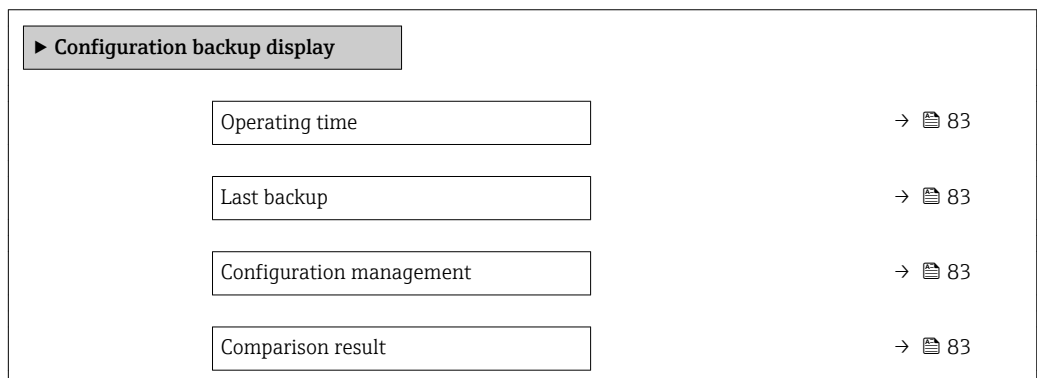 ▶ Configuration backup display
Operating time → 83
Last backup → 83
Configuration management → 83
Comparison result → 83